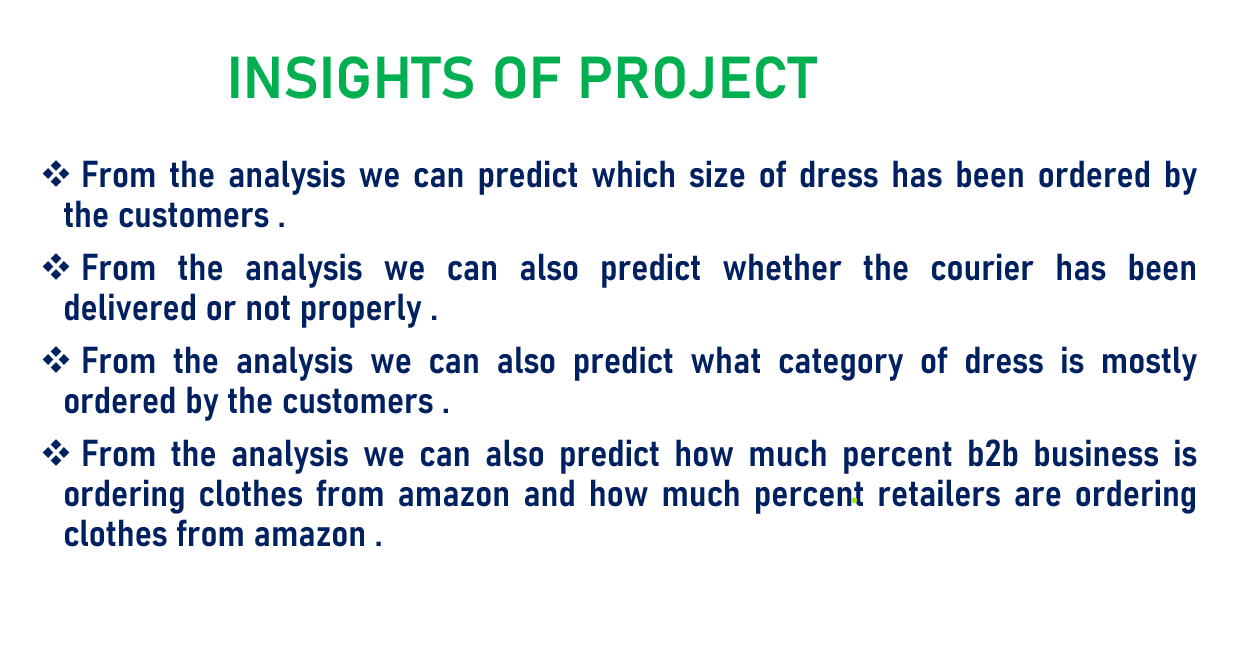 INSIGHTS OF PROJECT
❖ From the analysis we can predict which size of dress has been ordered by
the customers .
❖ From the analysis we can also predict whether the courier has been
delivered or not properly .
❖ From the analysis we can also predict what category of dress is mostly
ordered by the customers .
❖ From the analysis we can also predict how much percent b2b business is
ordering clothes from amazon and how much percent retailers are ordering
clothes from amazon .